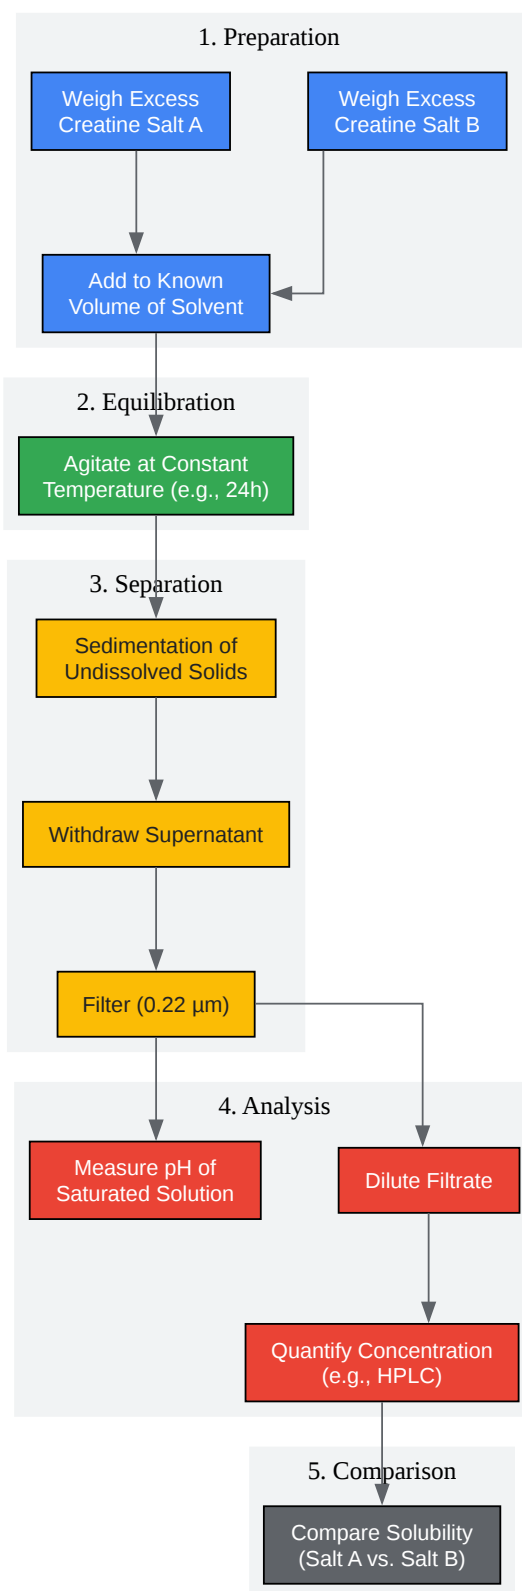 1. Preparation
Weigh Excess
Creatine Salt A
Weigh Excess
Creatine Salt B
Add to Known
Volume of Solvent
2. Equilibration
Agitate at Constant
Temperature (e.g., 24h)
3. Separation
Sedimentation of
Undissolved Solids
Withdraw Supernatant
Filter (0.22 µm)
4. Analysis
Measure pH of
Saturated Solution
Dilute Filtrate
Quantify Concentration
(e.g., HPLC)
5. Comparison
Compare Solubility
(Salt A vs. Salt B)